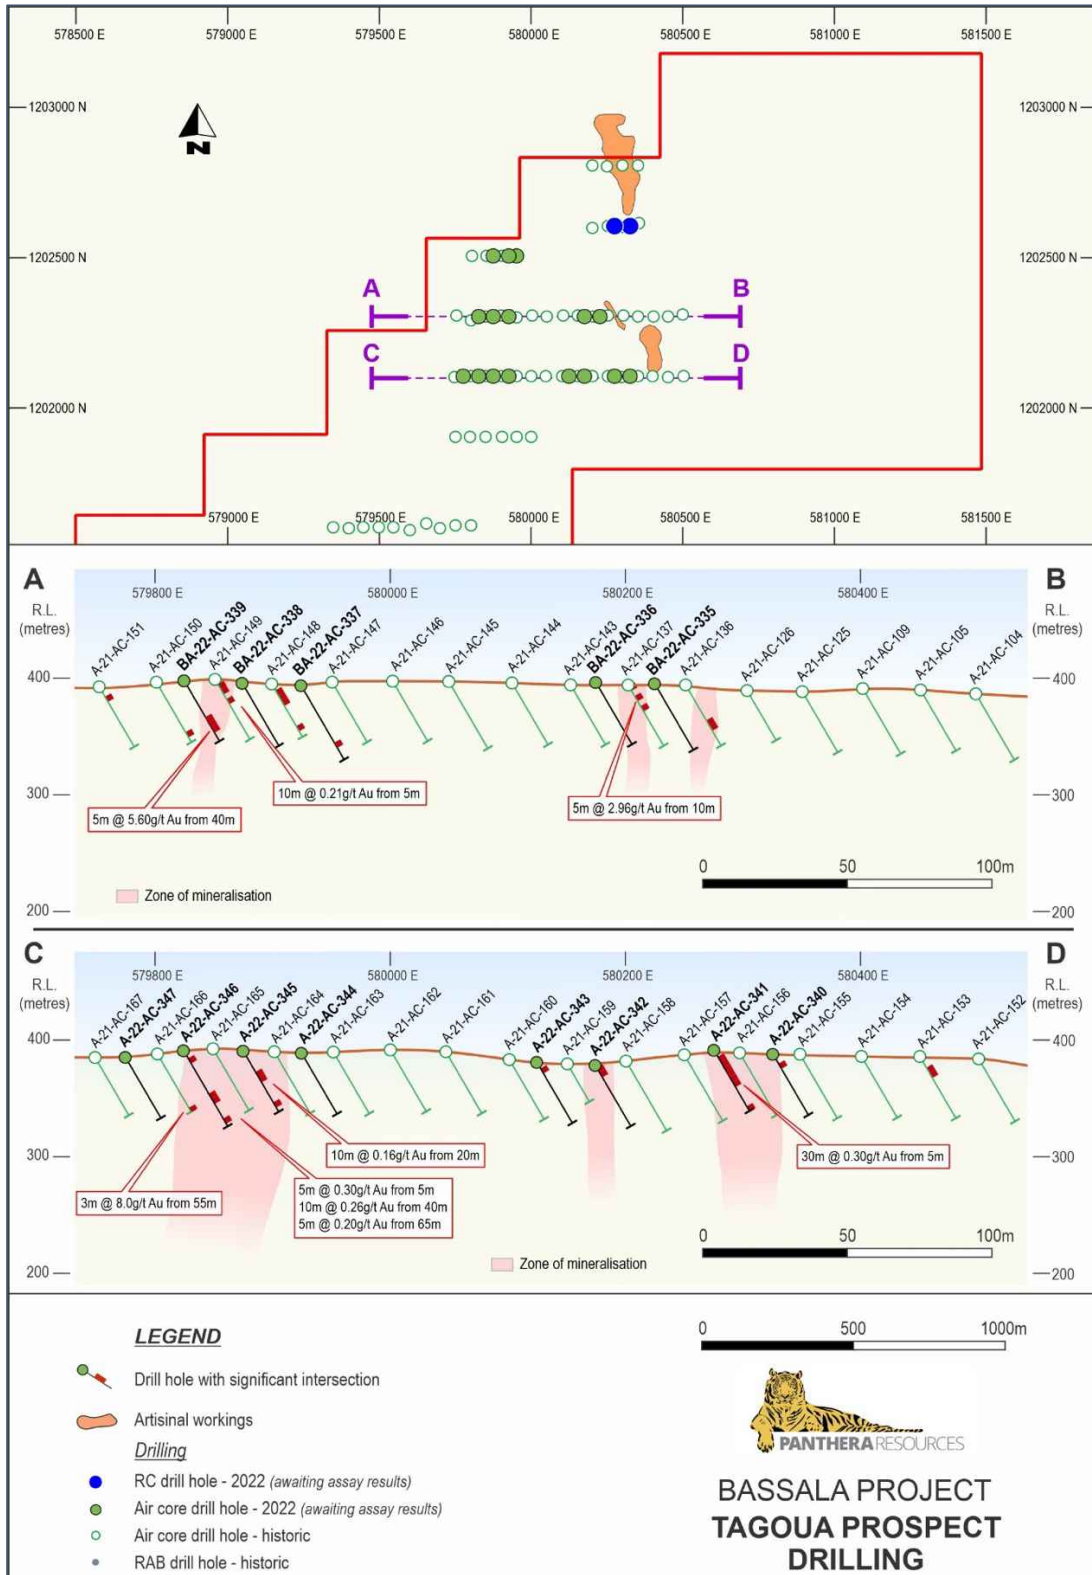 578500 E
579000 E
579500 E
580000 E
580500 E
581000 E
581500 E
1203000 N
1203000 N
N
1202500 N
1202500 N
A
B
C
D
1202000 N
1202000 N
579000 E
579500 E
580000 E
580500 E
581000 E
581500 E
A
B
R.L.
(metres)
R.L.
(metres)
579800 E
580000 E
580200 E
580400 E
A-21-AC-151
A-21-AC-150
BA-22-AC-339
A-21-AC-149
BA-22-AC-338
A-21-AC-148
BA-22-AC-337
A-21-AC-147
A-21-AC-146
A-21-AC-145
A-21-AC-144
A-21-AC-143
BA-22-AC-336
A-21-AC-137
BA-22-AC-335
A-21-AC-136
A-21-AC-126
A-21-AC-125
A-21-AC-109
A-21-AC-105
A-21-AC-104
400
400
300
300
200
200
5m @ 5.60g/t Au from 40m
10m @ 0.21g/t Au from 5m
5m @ 2.96g/t Au from 10m
0
50
100m
Zone of mineralisation
C
D
R.L.
(metres)
R.L.
(metres)
579800 E
580000 E
580200 E
580400 E
A-21-AC-167
A-22-AC-347
A-21-AC-166
A-22-AC-346
A-21-AC-165
A-22-AC-345
A-21-AC-164
A-22-AC-344
A-21-AC-163
A-21-AC-162
A-21-AC-161
A-21-AC-160
A-22-AC-343
A-21-AC-159
A-22-AC-342
A-21-AC-158
A-21-AC-157
A-22-AC-341
A-21-AC-156
A-22-AC-340
A-21-AC-155
A-21-AC-154
A-21-AC-153
A-21-AC-152
400
400
300
300
200
200
3m @ 8.0g/t Au from 55m
10m @ 0.16g/t Au from 20m
5m @ 0.30g/t Au from 5m
10m @ 0.26g/t Au from 40m
5m @ 0.20g/t Au from 65m
30m @ 0.30g/t Au from 5m
0
50
100m
Zone of mineralisation
LEGEND
Drill hole with significant intersection
Artisinal workings
Drilling
RC drill hole - 2022 (awaiting assay results)
Air core drill hole - 2022 (awaiting assay results)
Air core drill hole - historic
RAB drill hole - historic
0
500
1000m
PANTHERA RESOURCES
BASSALA PROJECT
TAGOUA PROSPECT
DRILLING